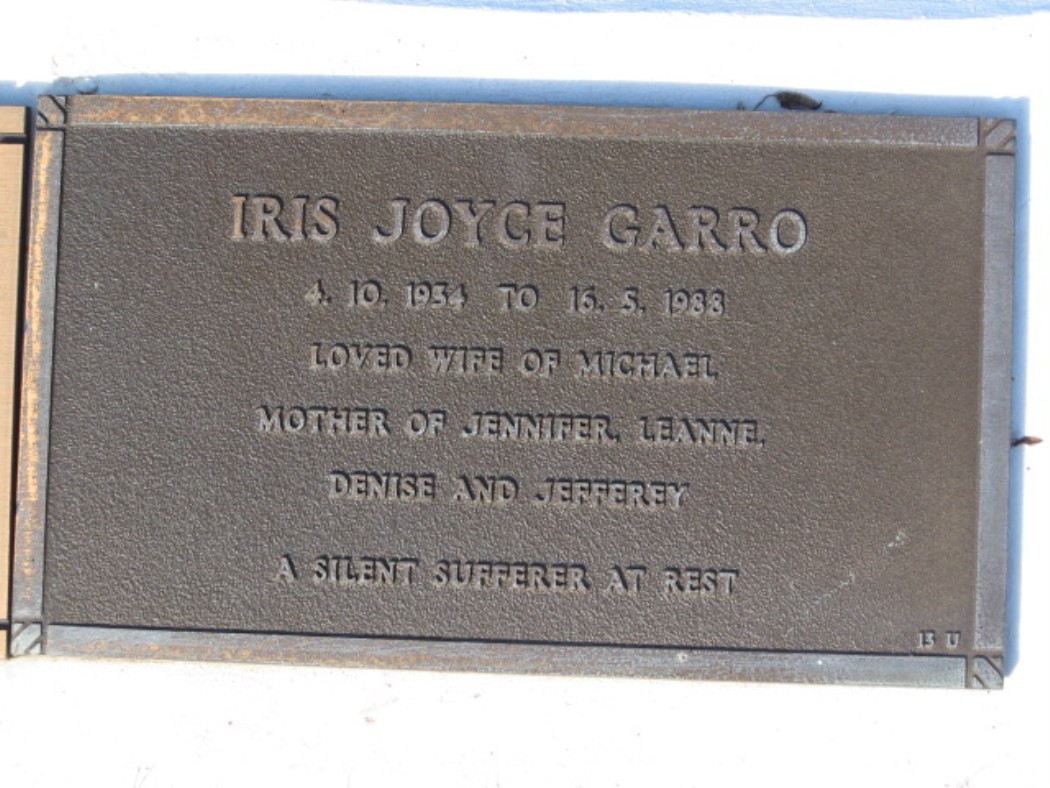 IRIS JOYCE GARRO
4. 10. 1934 TO 16. 5. 1988
LOVED WIFE OF MICHAEL
MOTHER OF JENNIFER, LEANNE,
DENISE AND JEFFEREY
A SILENT SUFFERER AT REST
13 U